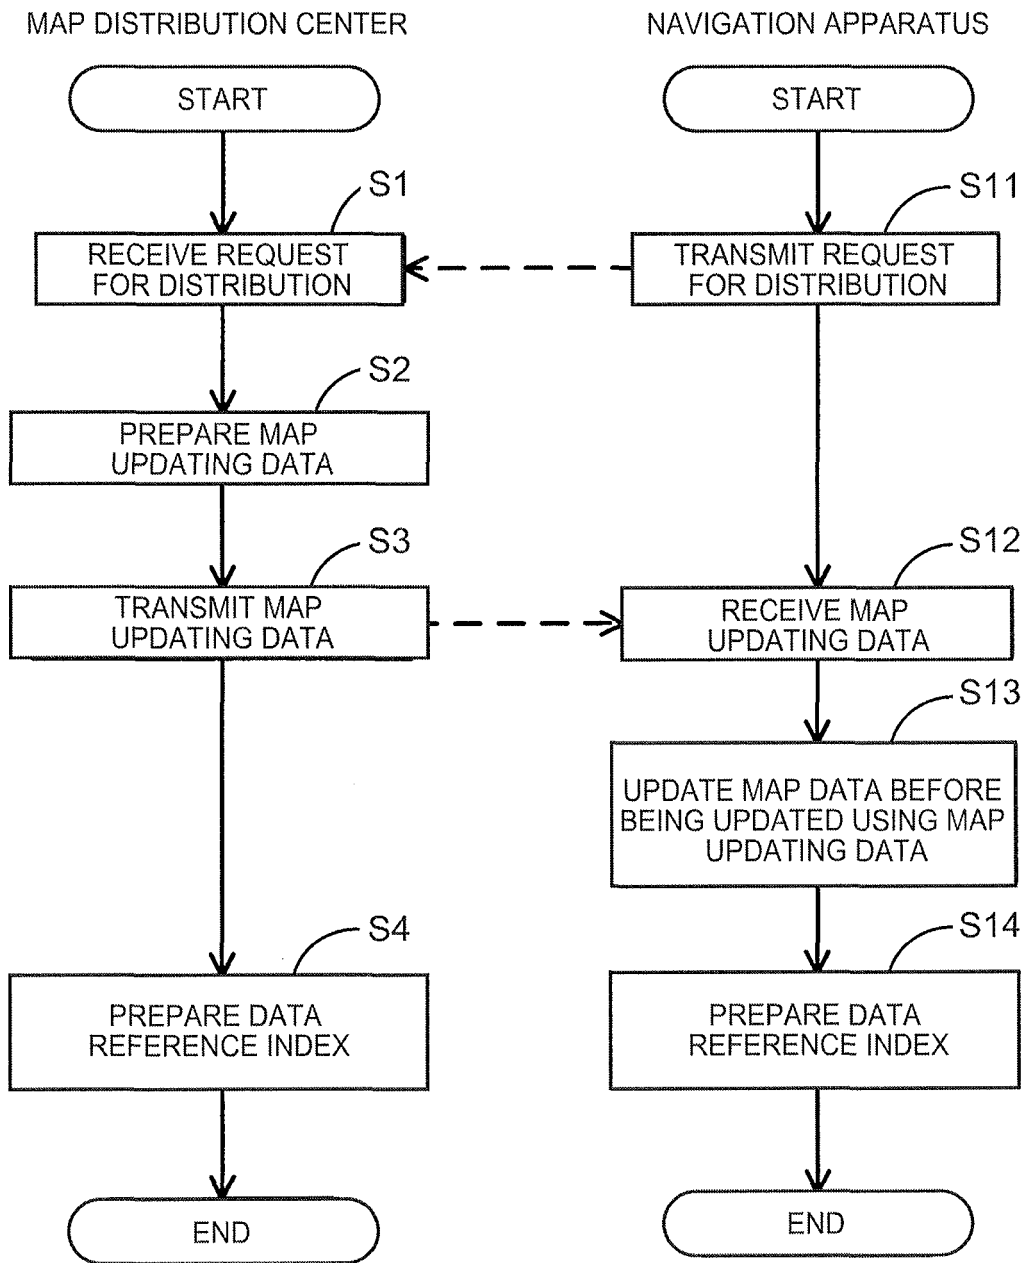 MAP DISTRIBUTION CENTER
START
S1
RECEIVE REQUEST
FOR DISTRIBUTION
S2
PREPARE MAP
UPDATING DATA
S3
TRANSMIT MAP
UPDATING DATA
S4
PREPARE DATA
REFERENCE INDEX
END
NAVIGATION APPARATUS
START
S11
TRANSMIT REQUEST
FOR DISTRIBUTION
S12
RECEIVE MAP
UPDATING DATA
S13
UPDATE MAP DATA BEFORE
BEING UPDATED USING MAP
UPDATING DATA
S14
PREPARE DATA
REFERENCE INDEX
END